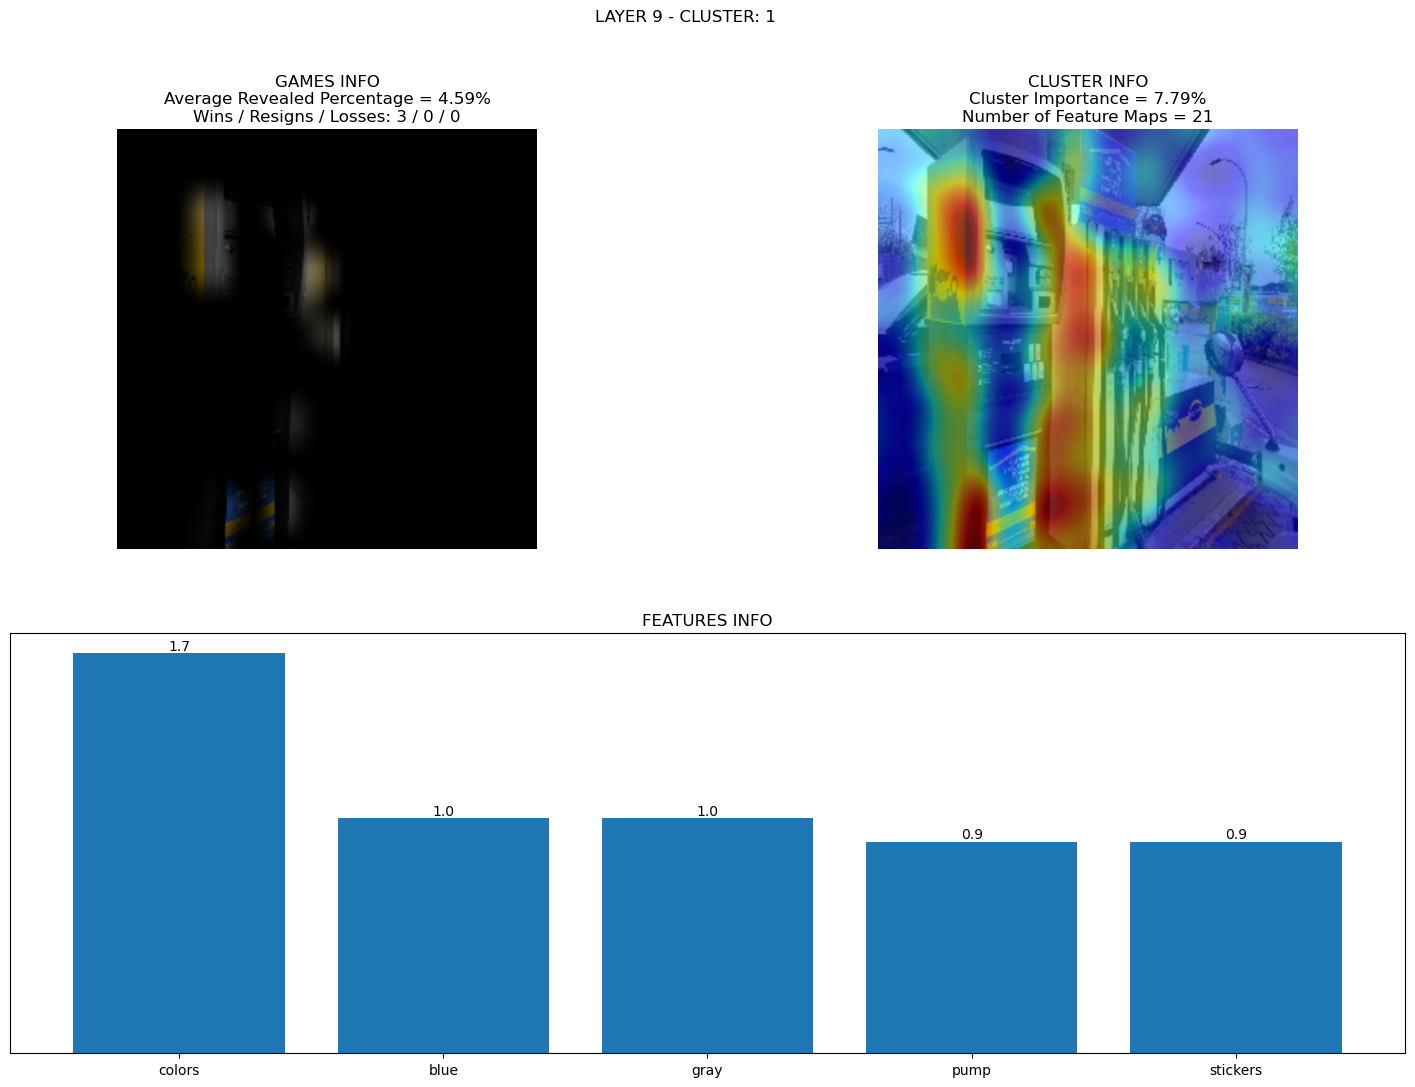 LAYER 9 - CLUSTER: 1
GAMES INFO
Average Revealed Percentage = 4.59%
Wins / Resigns / Losses: 3 / 0 / 0
CLUSTER INFO
Cluster Importance = 7.79%
Number of Feature Maps = 21
FEATURES INFO
1.7
1.0
1.0
0.9
0.9
colors
blue
gray
pump
stickers